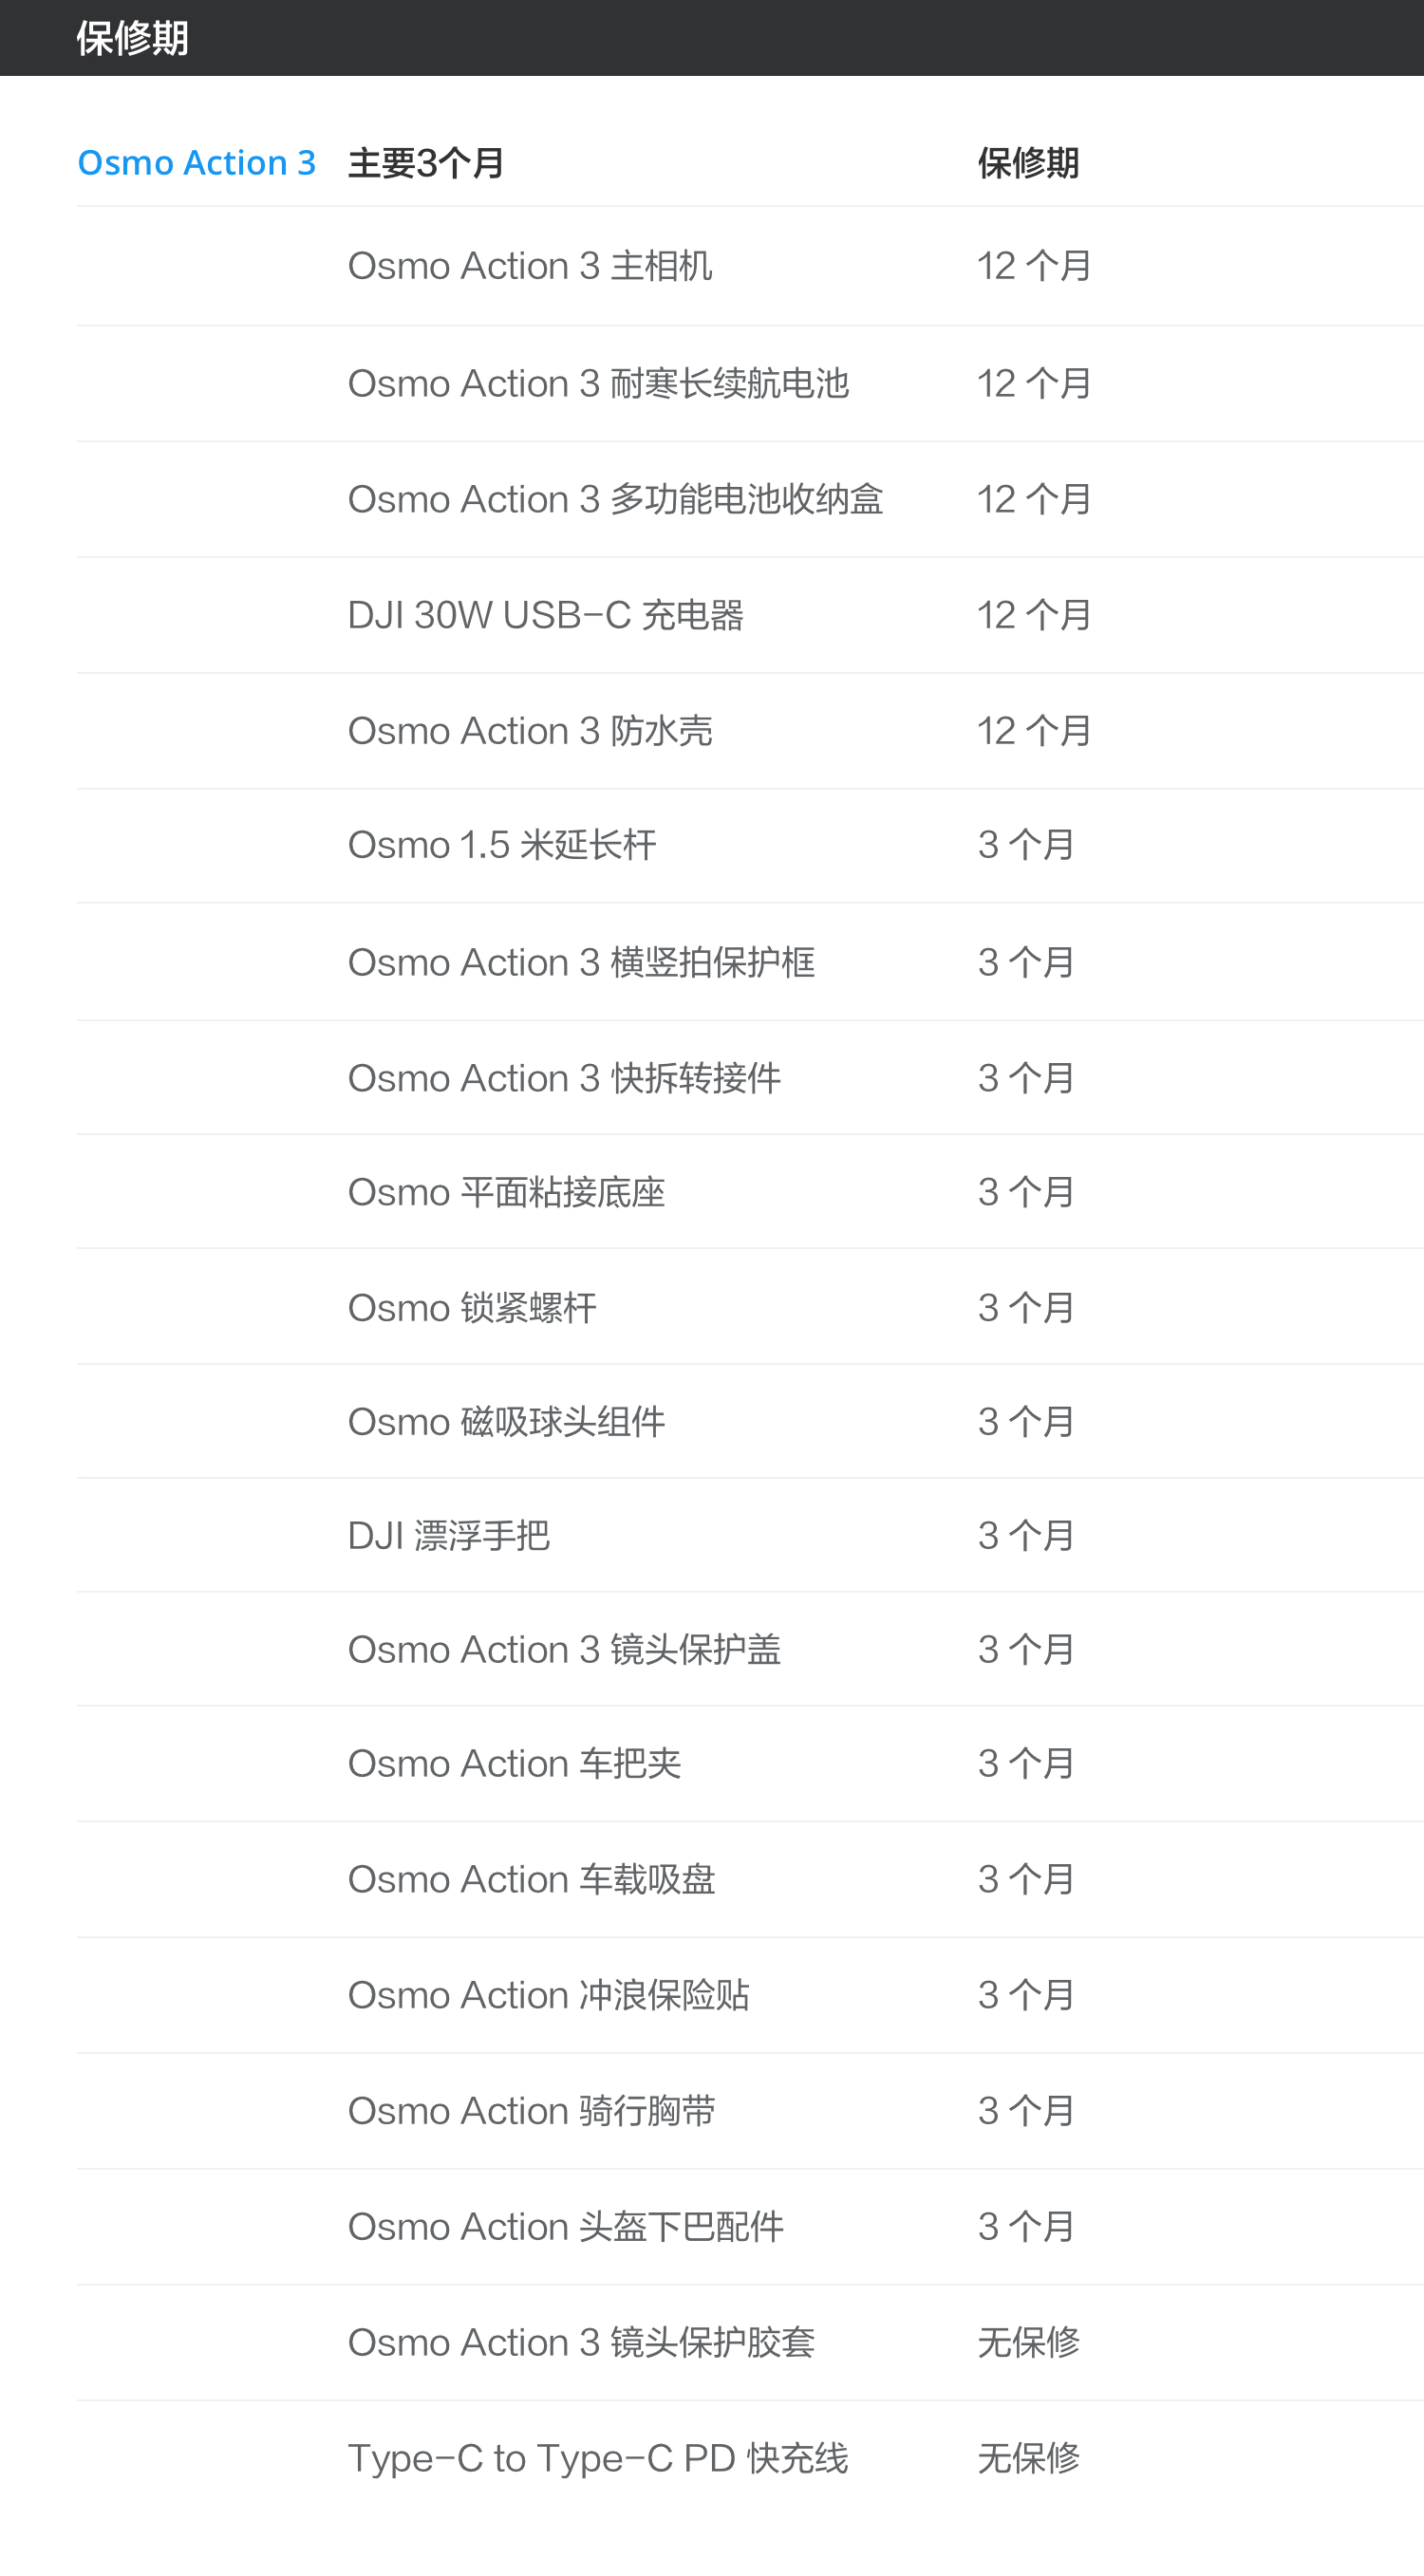 保修期
Osmo Action 3 主要3个月 保修期
Osmo Action 3 主相机 12 个月
Osmo Action 3 耐寒长续航电池 12 个月
Osmo Action 3 多功能电池收纳盒 12 个月
DJI 30W USB-C 充电器 12 个月
Osmo Action 3 防水壳 12 个月
Osmo 1.5 米延长杆 3 个月
Osmo Action 3 横竖拍保护框 3 个月
Osmo Action 3 快拆转接件 3 个月
Osmo 平面粘接底座 3 个月
Osmo 锁紧螺杆 3 个月
Osmo 磁吸球头组件 3 个月
DJI 漂浮手把 3 个月
Osmo Action 3 镜头保护盖 3 个月
Osmo Action 车把夹 3 个月
Osmo Action 车载吸盘 3 个月
Osmo Action 冲浪保险贴 3 个月
Osmo Action 骑行胸带 3 个月
Osmo Action 头盔下巴配件 3 个月
Osmo Action 3 镜头保护胶套 无保修
Type-C to Type-C PD 快充线 无保修